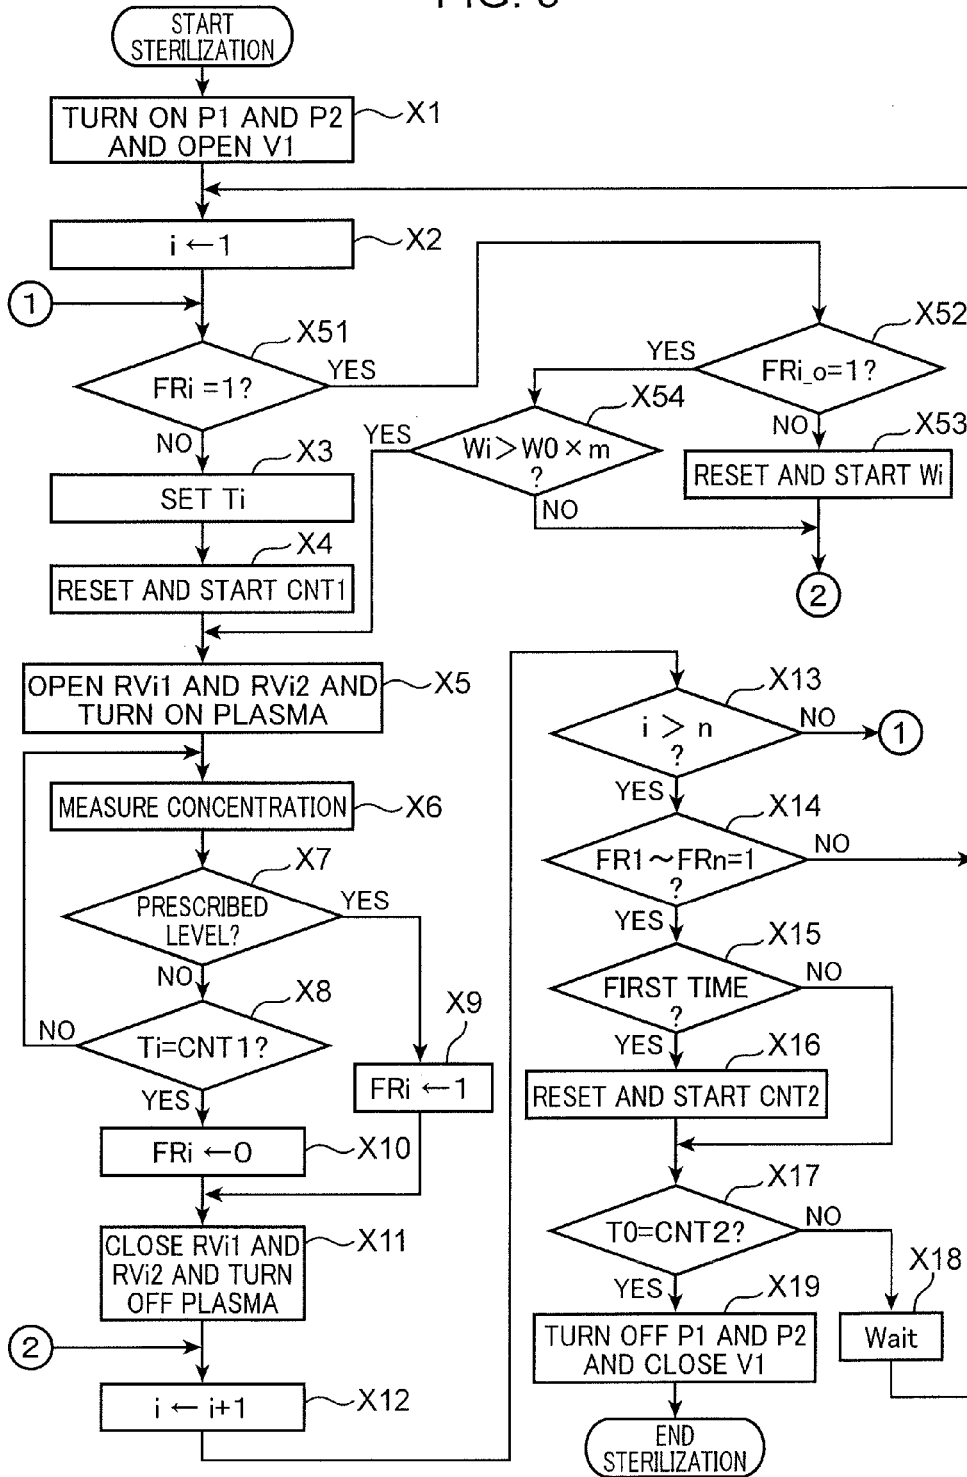 START
STERILIZATION
TURN ON P1 AND P2
AND OPEN V1
X1
i ←1
X2
1
X51
FRi =1?
YES
NO
X52
FRi_o=1?
YES
NO
X53
RESET AND START Wi
X54
Wi＞W0×m
?
YES
NO
2
X3
SET Ti
X4
RESET AND START CNT1
X5
OPEN RVi1 AND RVi2 AND
TURN ON PLASMA
X6
MEASURE CONCENTRATION
X7
PRESCRIBED
LEVEL?
YES
NO
X8
Ti=CNT1?
NO
YES
X9
FRi ←1
FRi ←0
X10
CLOSE RVi1 AND
RVi2 AND TURN
OFF PLASMA
X11
2
i ← i+1
X12
X13
i ＞ n
?
NO
1
YES
X14
FR1～FRn=1
?
NO
YES
X15
FIRST TIME
?
NO
YES
X16
RESET AND START CNT2
X17
T0=CNT2?
NO
YES
X18
Wait
X19
TURN OFF P1 AND P2
AND CLOSE V1
END
STERILIZATION